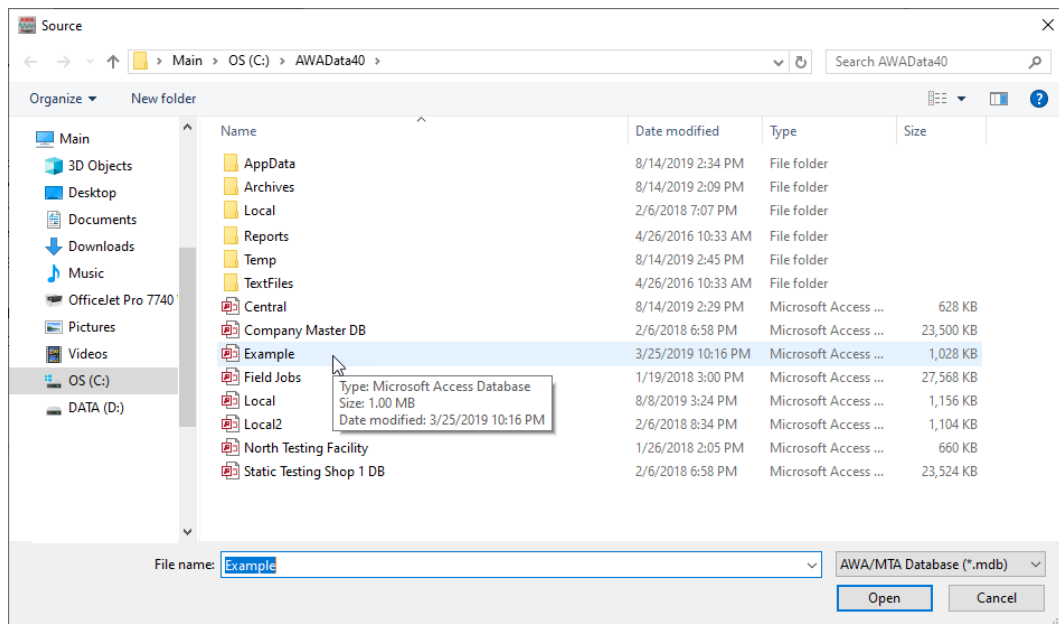 Source
Main > OS (C:) > AWAData40 >
Search AWAData40
Organize
New folder
Name Date modified Type Size
Main
3D Objects
Desktop
Documents
Downloads
Music
OfficeJet Pro 7740
Pictures
Videos
OS (C:)
DATA (D:)
AppData 8/14/2019 2:34 PM File folder
Archives 8/14/2019 2:09 PM File folder
Local 2/6/2018 7:07 PM File folder
Reports 4/26/2016 10:33 AM File folder
Temp 8/14/2019 2:45 PM File folder
TextFiles 4/26/2016 10:33 AM File folder
Central 8/14/2019 2:29 PM Microsoft Access ... 628 KB
Company Master DB 2/6/2018 6:58 PM Microsoft Access ... 23,500 KB
Example 3/25/2019 10:16 PM Microsoft Access ... 1,028 KB
Field Jobs 1/19/2018 3:00 PM Microsoft Access ... 27,568 KB
Local 8/8/2019 3:24 PM Microsoft Access ... 1,156 KB
Local2 2/6/2018 8:34 PM Microsoft Access ... 1,104 KB
North Testing Facility 1/26/2018 2:05 PM Microsoft Access ... 660 KB
Static Testing Shop 1 DB 2/6/2018 6:58 PM Microsoft Access ... 23,524 KB
Type: Microsoft Access Database
Size: 1.00 MB
Date modified: 3/25/2019 10:16 PM
File name: Example
AWA/MTA Database (*.mdb)
Open
Cancel